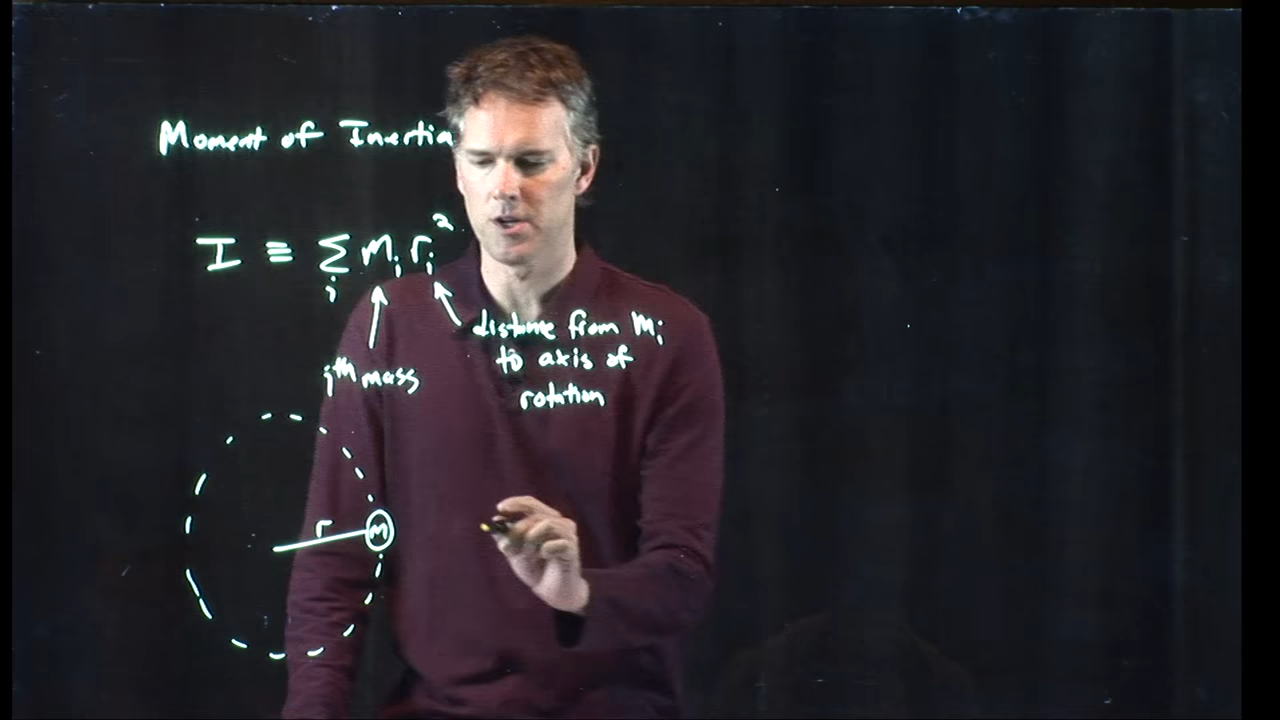 Moment of Inertia
I ≡ Σ mᵢ rᵢ²
i
distance from mᵢ
to axis of
iᵗʰ mass
rotation
r
m